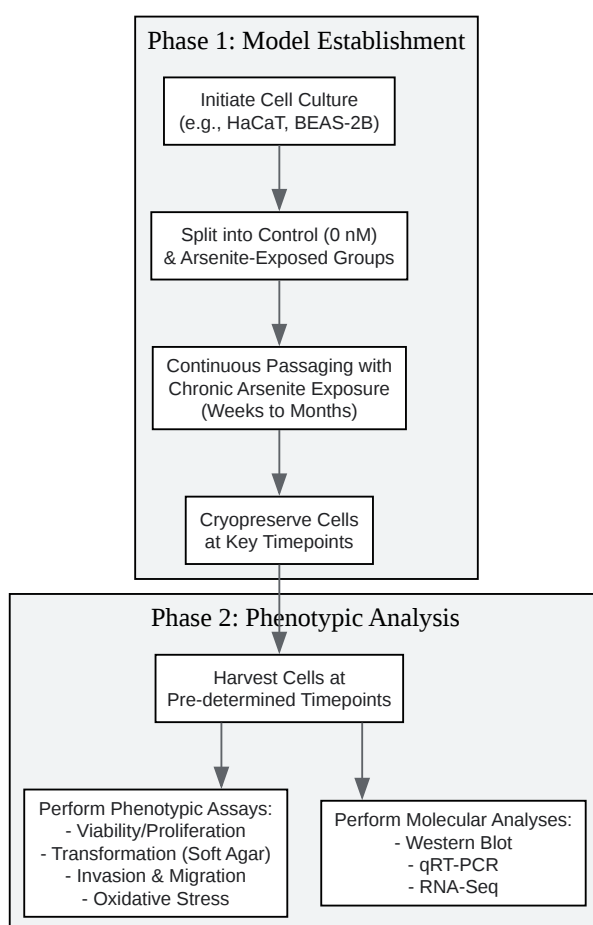 Phase 1: Model Establishment
Initiate Cell Culture
(e.g., HaCaT, BEAS-2B)
Split into Control (0 nM)
& Arsenite-Exposed Groups
Continuous Passaging with
Chronic Arsenite Exposure
(Weeks to Months)
Cryopreserve Cells
at Key Timepoints
Phase 2: Phenotypic Analysis
Harvest Cells at
Pre-determined Timepoints
Perform Phenotypic Assays:
- Viability/Proliferation
- Transformation (Soft Agar)
- Invasion & Migration
- Oxidative Stress
Perform Molecular Analyses:
- Western Blot
- qRT-PCR
- RNA-Seq